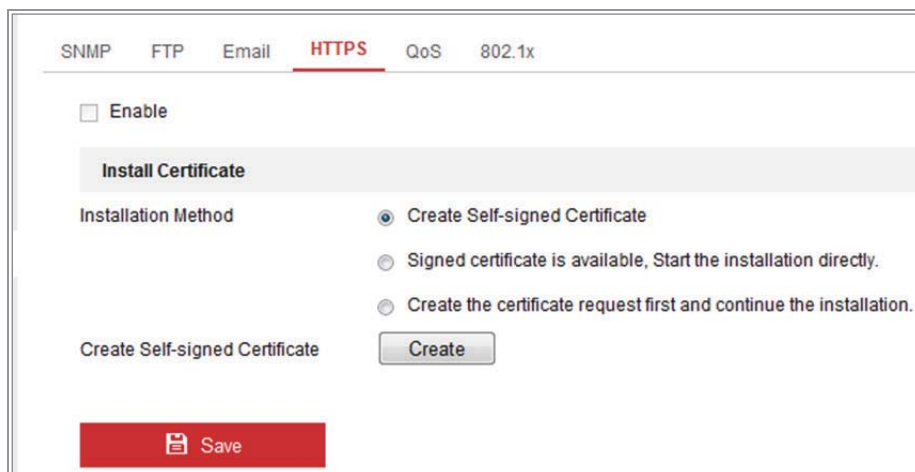 SNMP FTP Email HTTPS QoS 802.1x
Enable
Install Certificate
Installation Method Create Self-signed Certificate
Signed certificate is available, Start the installation directly.
Create the certificate request first and continue the installation.
Create Self-signed Certificate Create
Save